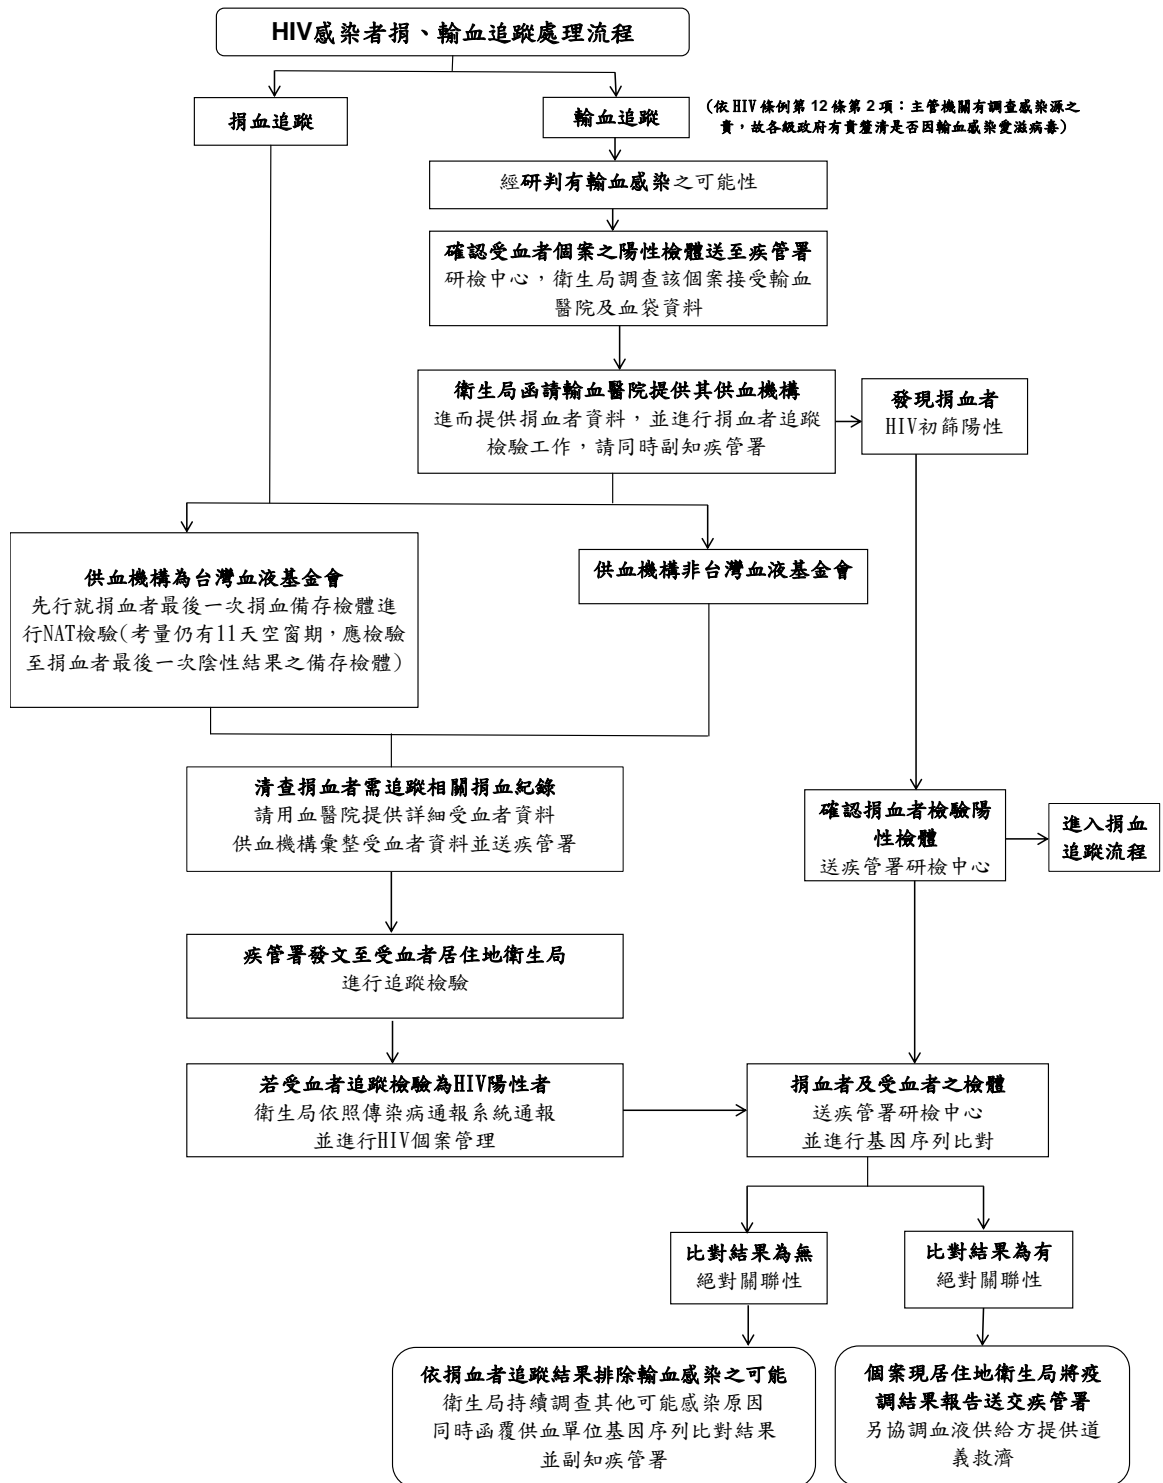 HIV感染者捐、輸血追蹤處理流程
捐血追蹤
輸血追蹤
(依 HIV 條例第 12 條第 2 項：主管機關有調查感染源之
責，故各級政府有責釐清是否因輸血感染愛滋病毒)
經研判有輸血感染之可能性
確認受血者個案之陽性檢體送至疾管署
研檢中心，衛生局調查該個案接受輸血
醫院及血袋資料
衛生局函請輸血醫院提供其供血機構
進而提供捐血者資料，並進行捐血者追蹤
檢驗工作，請同時副知疾管署
發現捐血者
HIV初篩陽性
供血機構為台灣血液基金會
先行就捐血者最後一次捐血備存檢體進
行NAT檢驗(考量仍有11天空窗期，應檢驗
至捐血者最後一次陰性結果之備存檢體)
供血機構非台灣血液基金會
清查捐血者需追蹤相關捐血紀錄
請用血醫院提供詳細受血者資料
供血機構彙整受血者資料並送疾管署
確認捐血者檢驗陽
性檢體
送疾管署研檢中心
進入捐血
追蹤流程
疾管署發文至受血者居住地衛生局
進行追蹤檢驗
若受血者追蹤檢驗為HIV陽性者
衛生局依照傳染病通報系統通報
並進行HIV個案管理
捐血者及受血者之檢體
送疾管署研檢中心
並進行基因序列比對
比對結果為無
絕對關聯性
比對結果為有
絕對關聯性
依捐血者追蹤結果排除輸血感染之可能
衛生局持續調查其他可能感染原因
同時函覆供血單位基因序列比對結果
並副知疾管署
個案現居住地衛生局將疫
調結果報告送交疾管署
另協調血液供給方提供道
義救濟